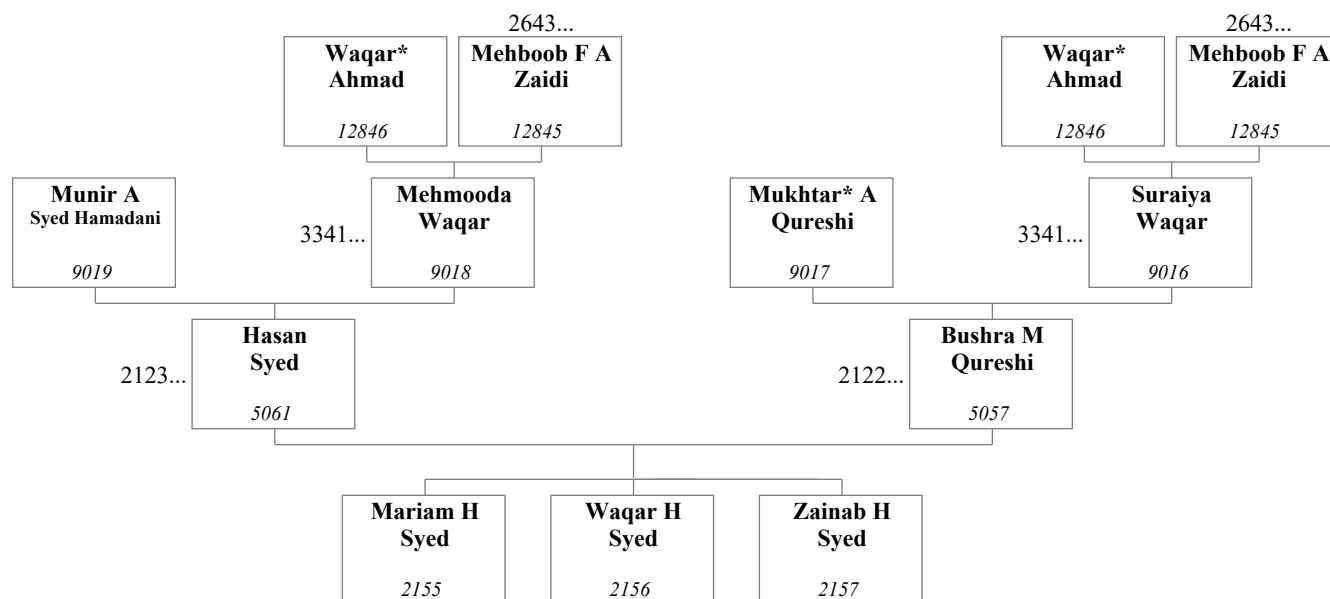 2643...
2643...
Waqar*
Ahmad
12846
Mehboob F A
Zaidi
12845
Waqar*
Ahmad
12846
Mehboob F A
Zaidi
12845
Munir A
Syed Hamadani
9019
3341...
Mehmooda
Waqar
9018
Mukhtar* A
Qureshi
9017
3341...
Suraiya
Waqar
9016
2123...
Hasan
Syed
5061
2122...
Bushra M
Qureshi
5057
Mariam H
Syed
2155
Waqar H
Syed
2156
Zainab H
Syed
2157